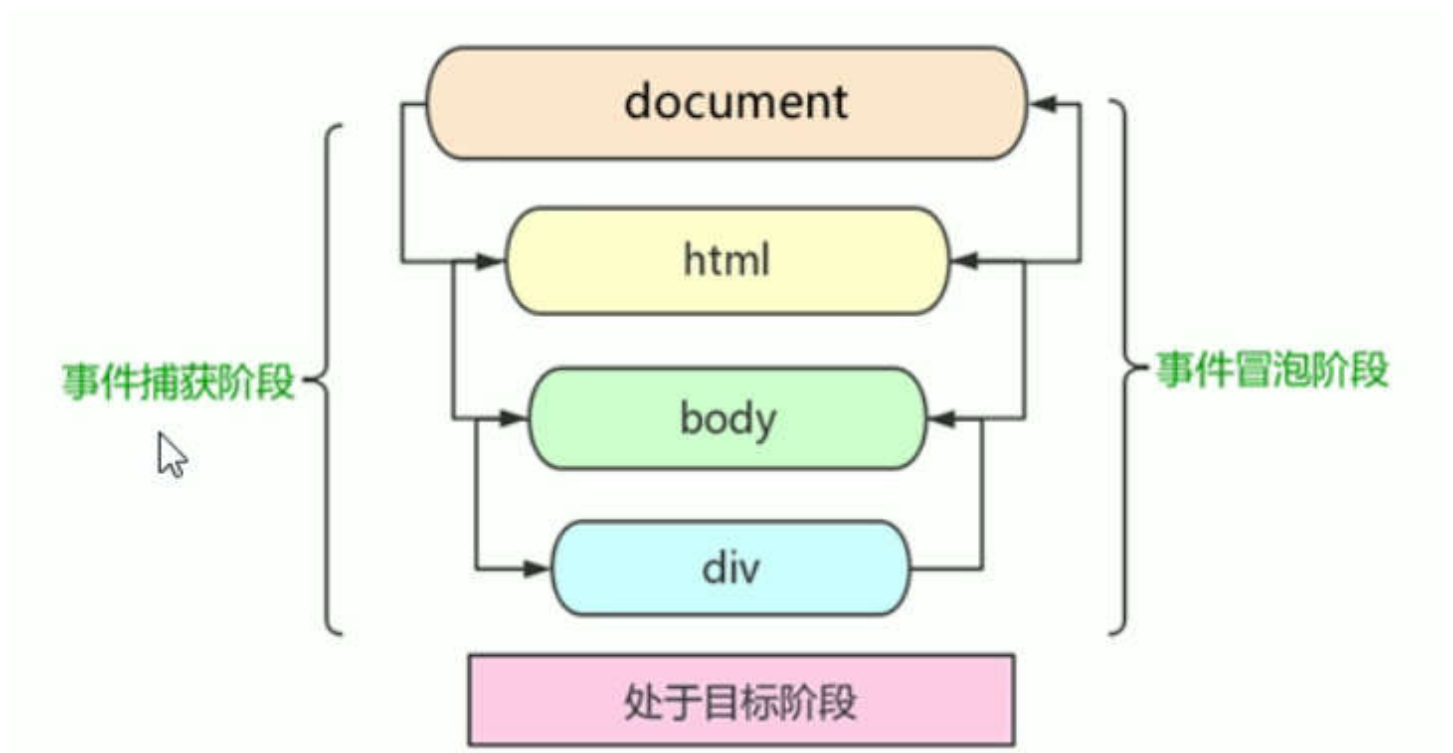 document
html
事件捕获阶段
事件冒泡阶段
body
div
处于目标阶段